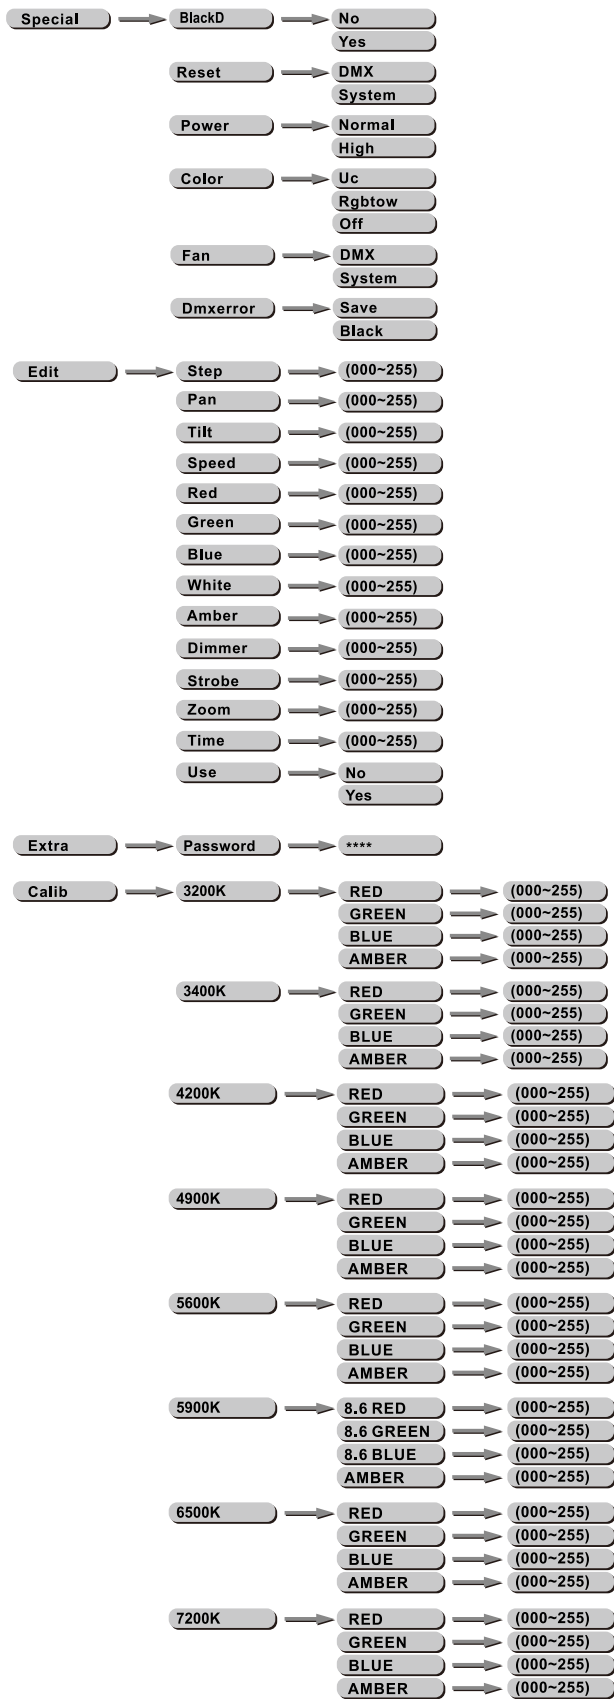 Special BlackD No
Yes
Reset DMX
System
Power Normal
High
Color Uc
Rgbtow
Off
Fan DMX
System
Dmxerror Save
Black
Edit Step (000~255)
Pan (000~255)
Tilt (000~255)
Speed (000~255)
Red (000~255)
Green (000~255)
Blue (000~255)
White (000~255)
Amber (000~255)
Dimmer (000~255)
Strobe (000~255)
Zoom (000~255)
Time (000~255)
Use No
Yes
Extra Password ****
Calib 3200K RED (000~255)
GREEN (000~255)
BLUE (000~255)
AMBER (000~255)
3400K RED (000~255)
GREEN (000~255)
BLUE (000~255)
AMBER (000~255)
4200K RED (000~255)
GREEN (000~255)
BLUE (000~255)
AMBER (000~255)
4900K RED (000~255)
GREEN (000~255)
BLUE (000~255)
AMBER (000~255)
5600K RED (000~255)
GREEN (000~255)
BLUE (000~255)
AMBER (000~255)
5900K 8.6 RED (000~255)
8.6 GREEN (000~255)
8.6 BLUE (000~255)
AMBER (000~255)
6500K RED (000~255)
GREEN (000~255)
BLUE (000~255)
AMBER (000~255)
7200K RED (000~255)
GREEN (000~255)
BLUE (000~255)
AMBER (000~255)